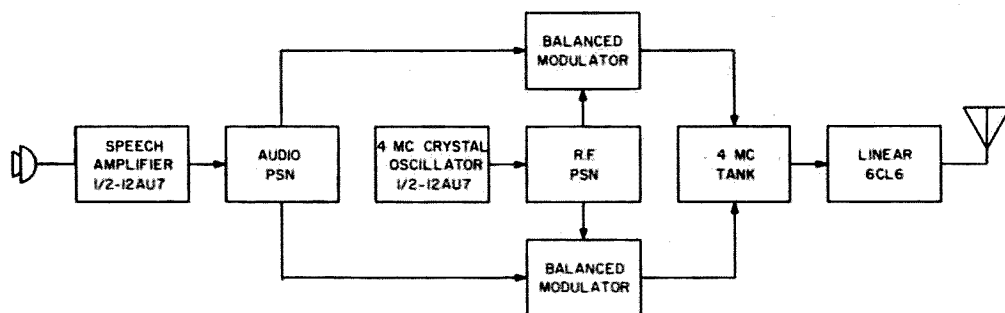 BALANCED
MODULATOR
SPEECH
AMPLIFIER
1/2-12AU7
AUDIO
PSN
4 MC CRYSTAL
OSCILLATOR
1/2-12AU7
R.F.
PSN
4 MC
TANK
LINEAR
6CL6
BALANCED
MODULATOR